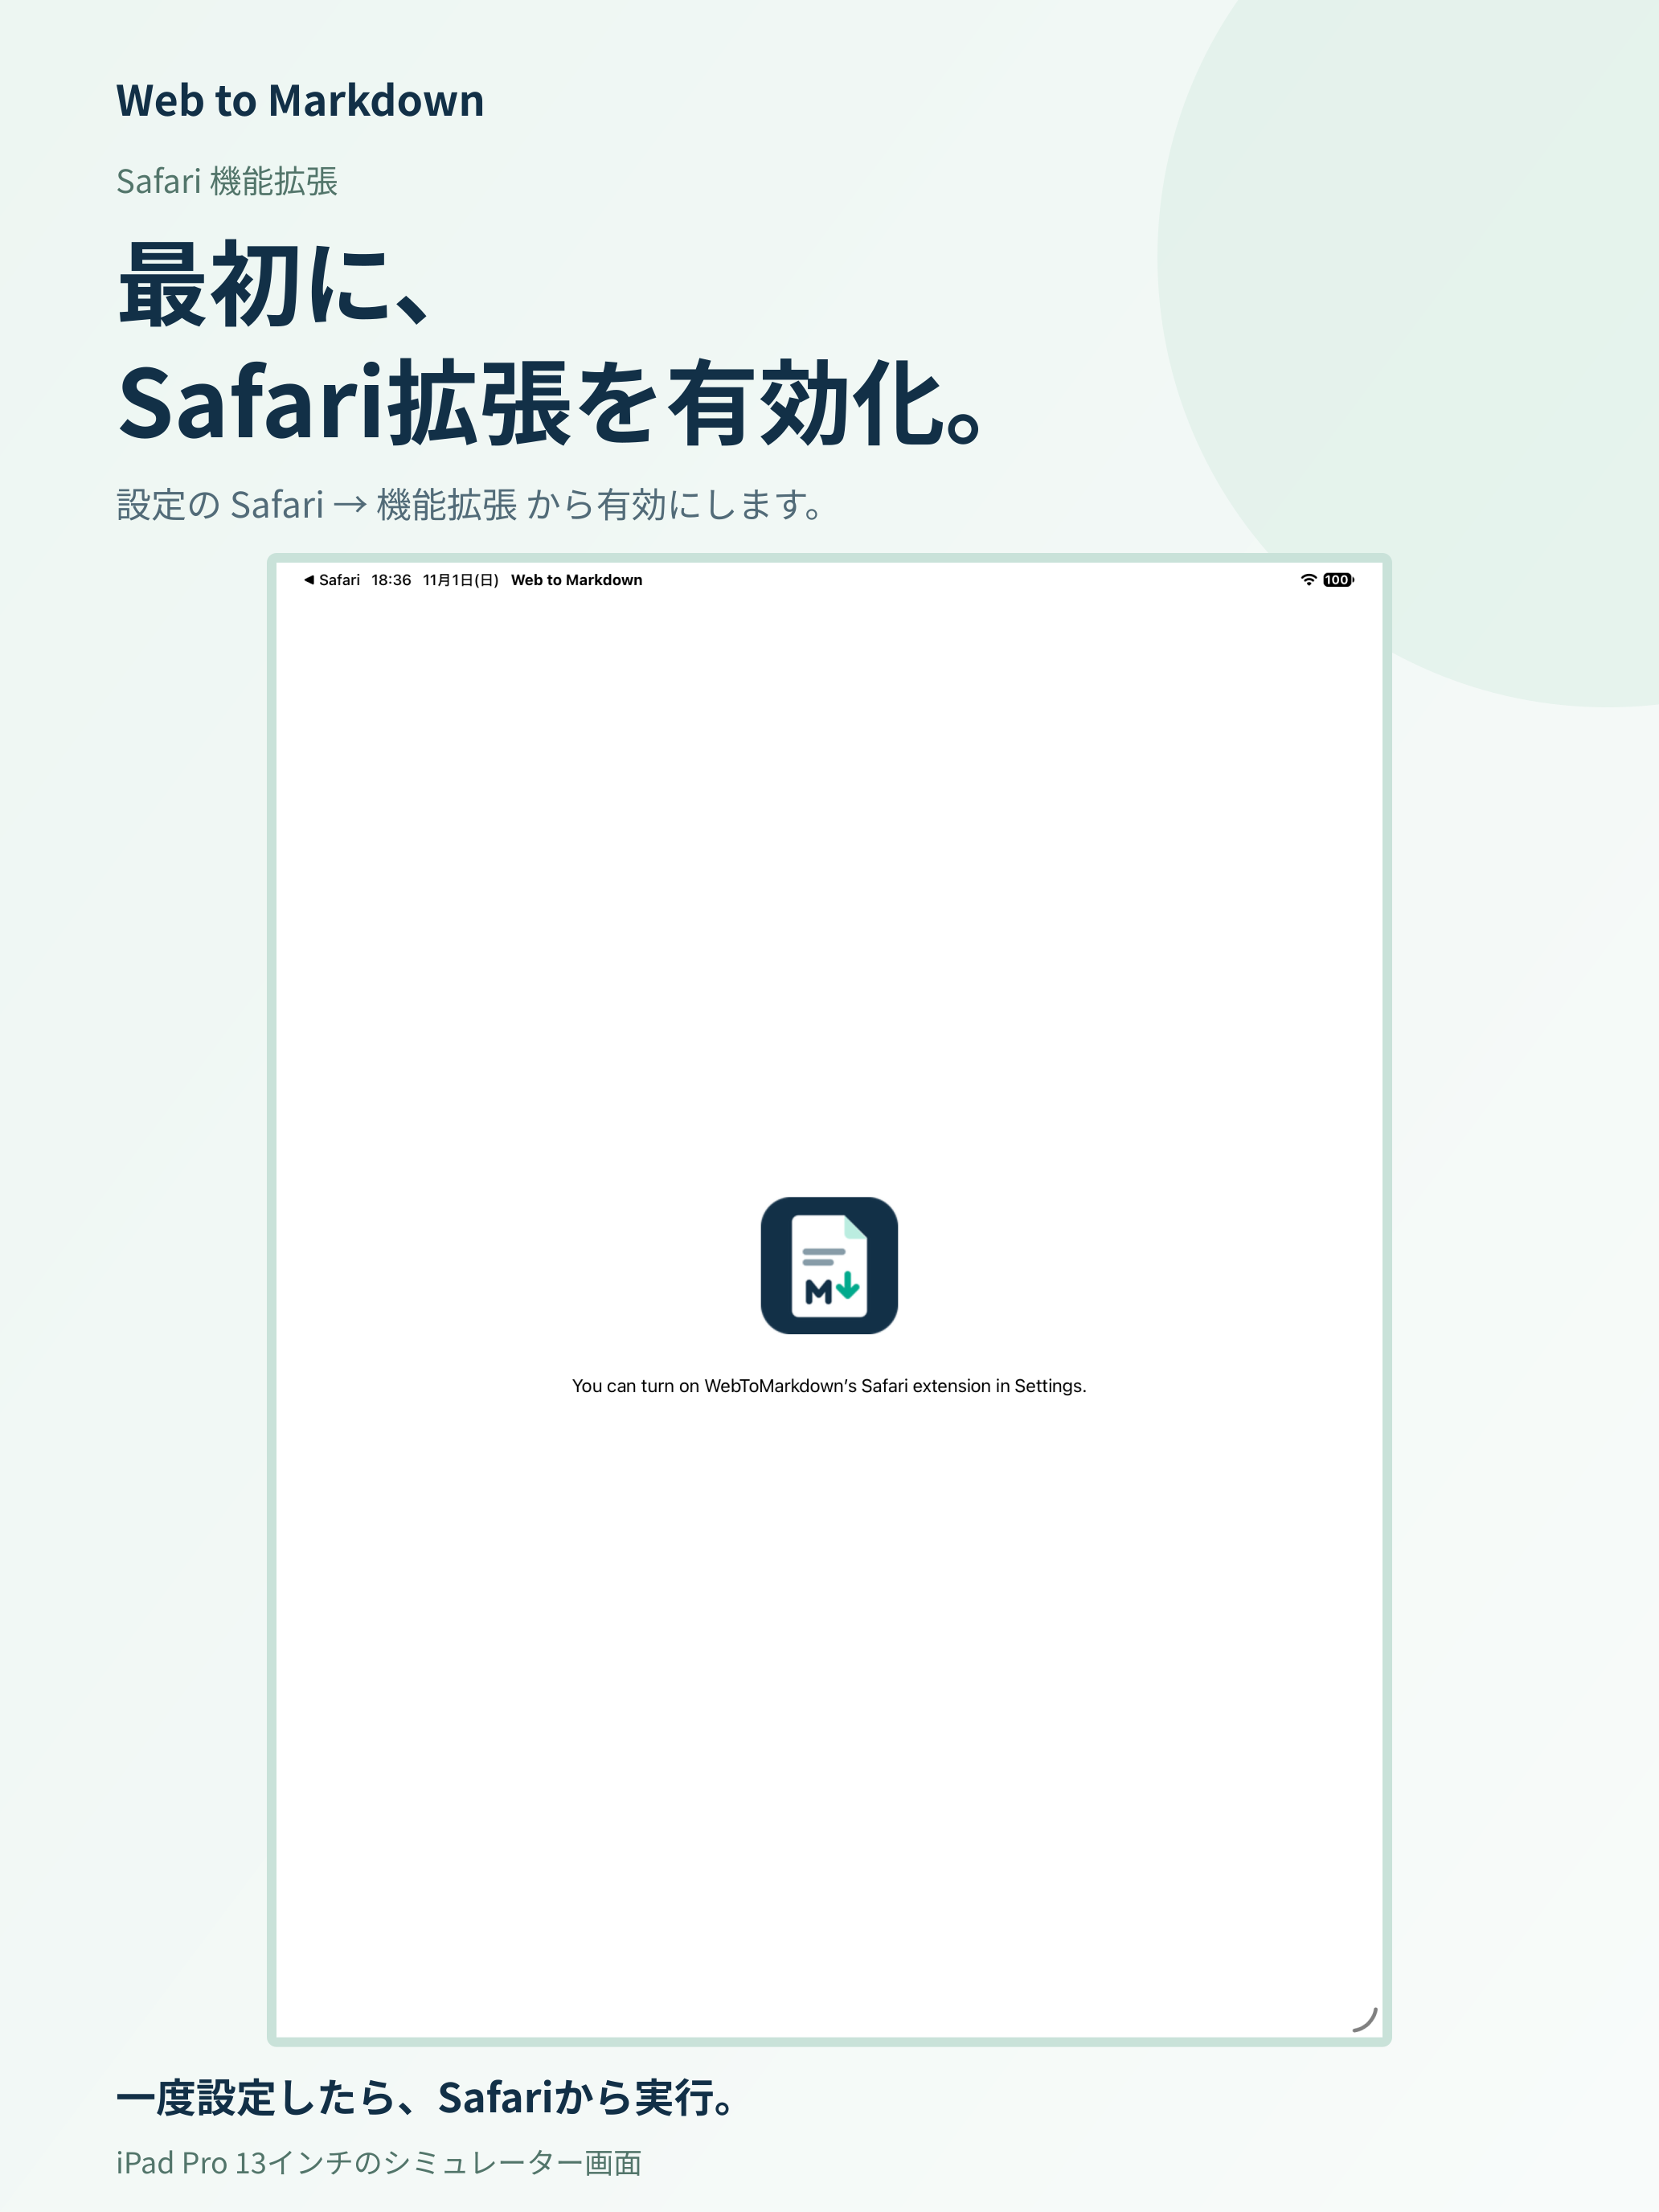 Web to Markdown
Safari 機能拡張
最初に、
Safari拡張を有効化。
設定の Safari → 機能拡張 から有効にします。
◀ Safari 18:36 11月1日(日) Web to Markdown 100
M
You can turn on WebToMarkdown’s Safari extension in Settings.
一度設定したら、Safariから実行。
iPad Pro 13インチのシミュレーター画面